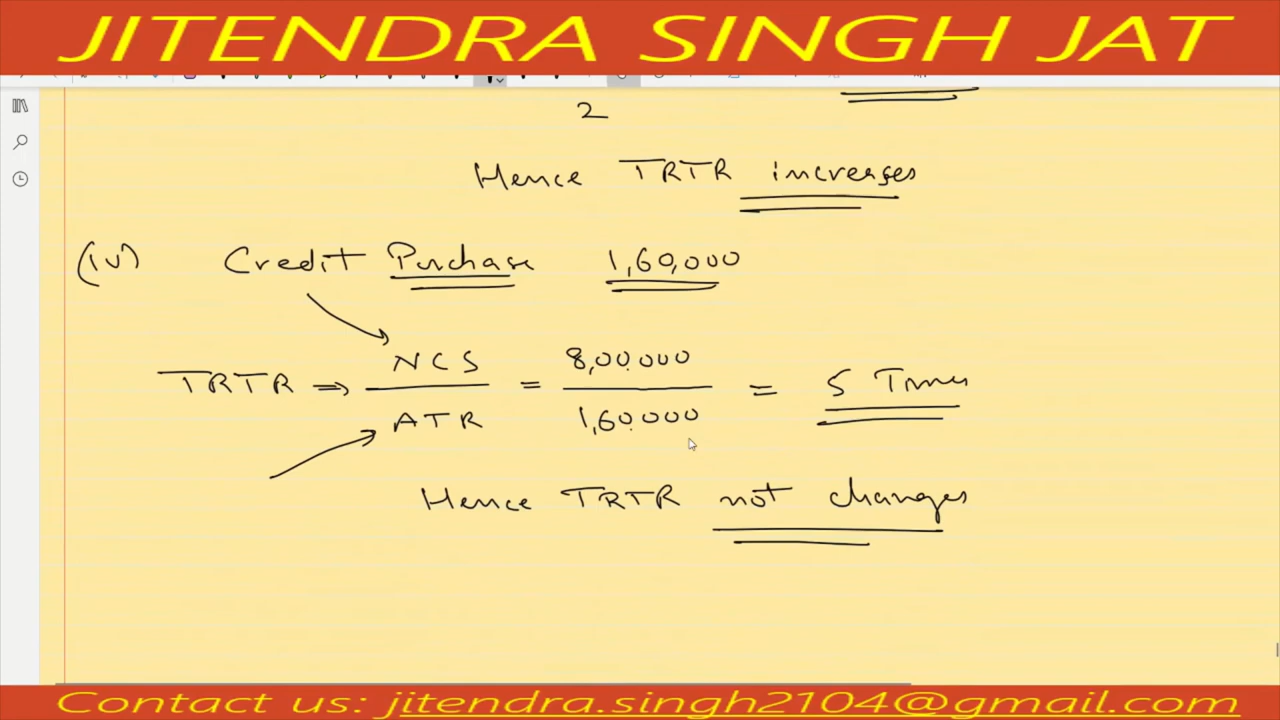 JITENDRA SINGH JAT
2
Hence TRTR increases
(iv) Credit Purchase 1,60,000
TRTR ⇒ NCS / ATR = 8,00,000 / 1,60,000 = 5 Times
Hence TRTR not changes
Contact us: jitendra.singh2104@gmail.com